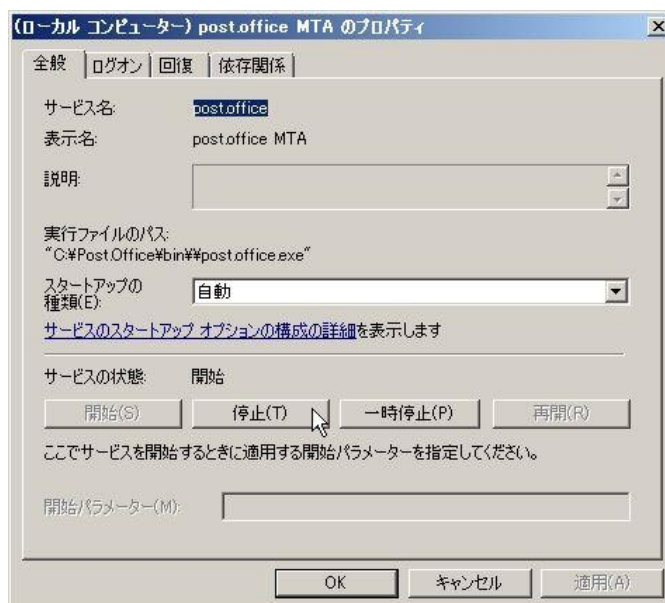 (ローカル コンピューター) post.office MTA のプロパティ
全般 ログオン 回復 依存関係
サービス名: post.office
表示名: post.office MTA
説明:
実行ファイルのパス:
"C:¥Post.Office¥bin¥¥post.office.exe"
スタートアップの
種類(E): 自動
サービスのスタートアップ オプションの構成の詳細を表示します
サービスの状態: 開始
開始(S) 停止(T) 一時停止(P) 再開(R)
ここでサービスを開始するときに適用する開始パラメーターを指定してください。
開始パラメーター(M):
OK キャンセル 適用(A)